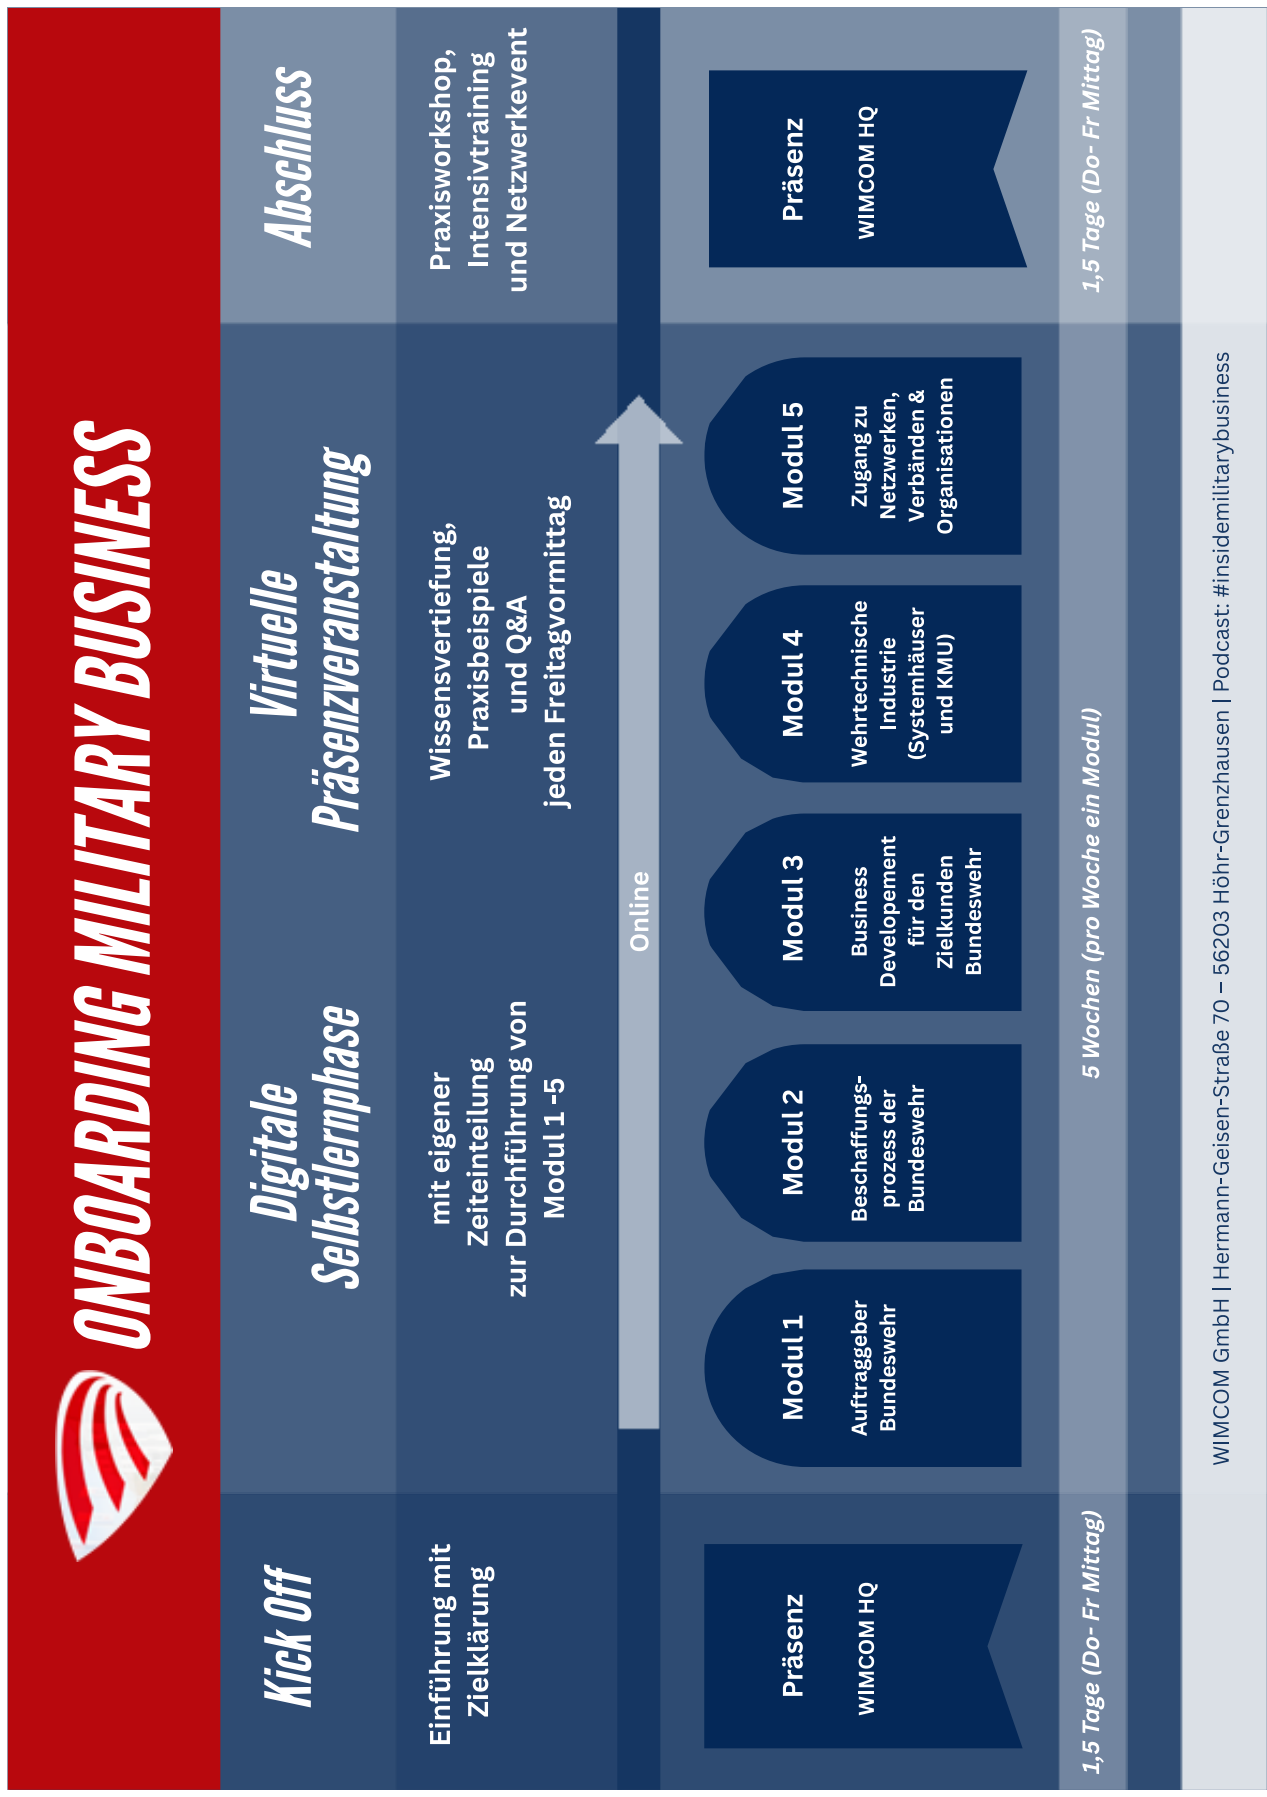 ONBOARDING MILITARY BUSINESS
Kick Off
Digitale
Selbstlernphase
Virtuelle
Präsenzveranstaltung
Abschluss
Einführung mit
Zielklärung
mit eigener
Zeiteinteilung
zur Durchführung von
Modul 1 -5
Wissensvertiefung,
Praxisbeispiele
und Q&A
jeden Freitagvormittag
Praxisworkshop,
Intensivtraining
und Netzwerkevent
Online
Präsenz
WIMCOM HQ
Modul 1
Auftraggeber
Bundeswehr
Modul 2
Beschaffungs-
prozess der
Bundeswehr
Modul 3
Business
Developement
für den
Zielkunden
Bundeswehr
Modul 4
Wehrtechnische
Industrie
(Systemhäuser
und KMU)
Modul 5
Zugang zu
Netzwerken,
Verbänden &
Organisationen
Präsenz
WIMCOM HQ
1,5 Tage (Do- Fr Mittag)
5 Wochen (pro Woche ein Modul)
1,5 Tage (Do- Fr Mittag)
WIMCOM GmbH | Hermann-Geisen-Straße 70 – 56203 Höhr-Grenzhausen | Podcast: #insidemilitarybusiness